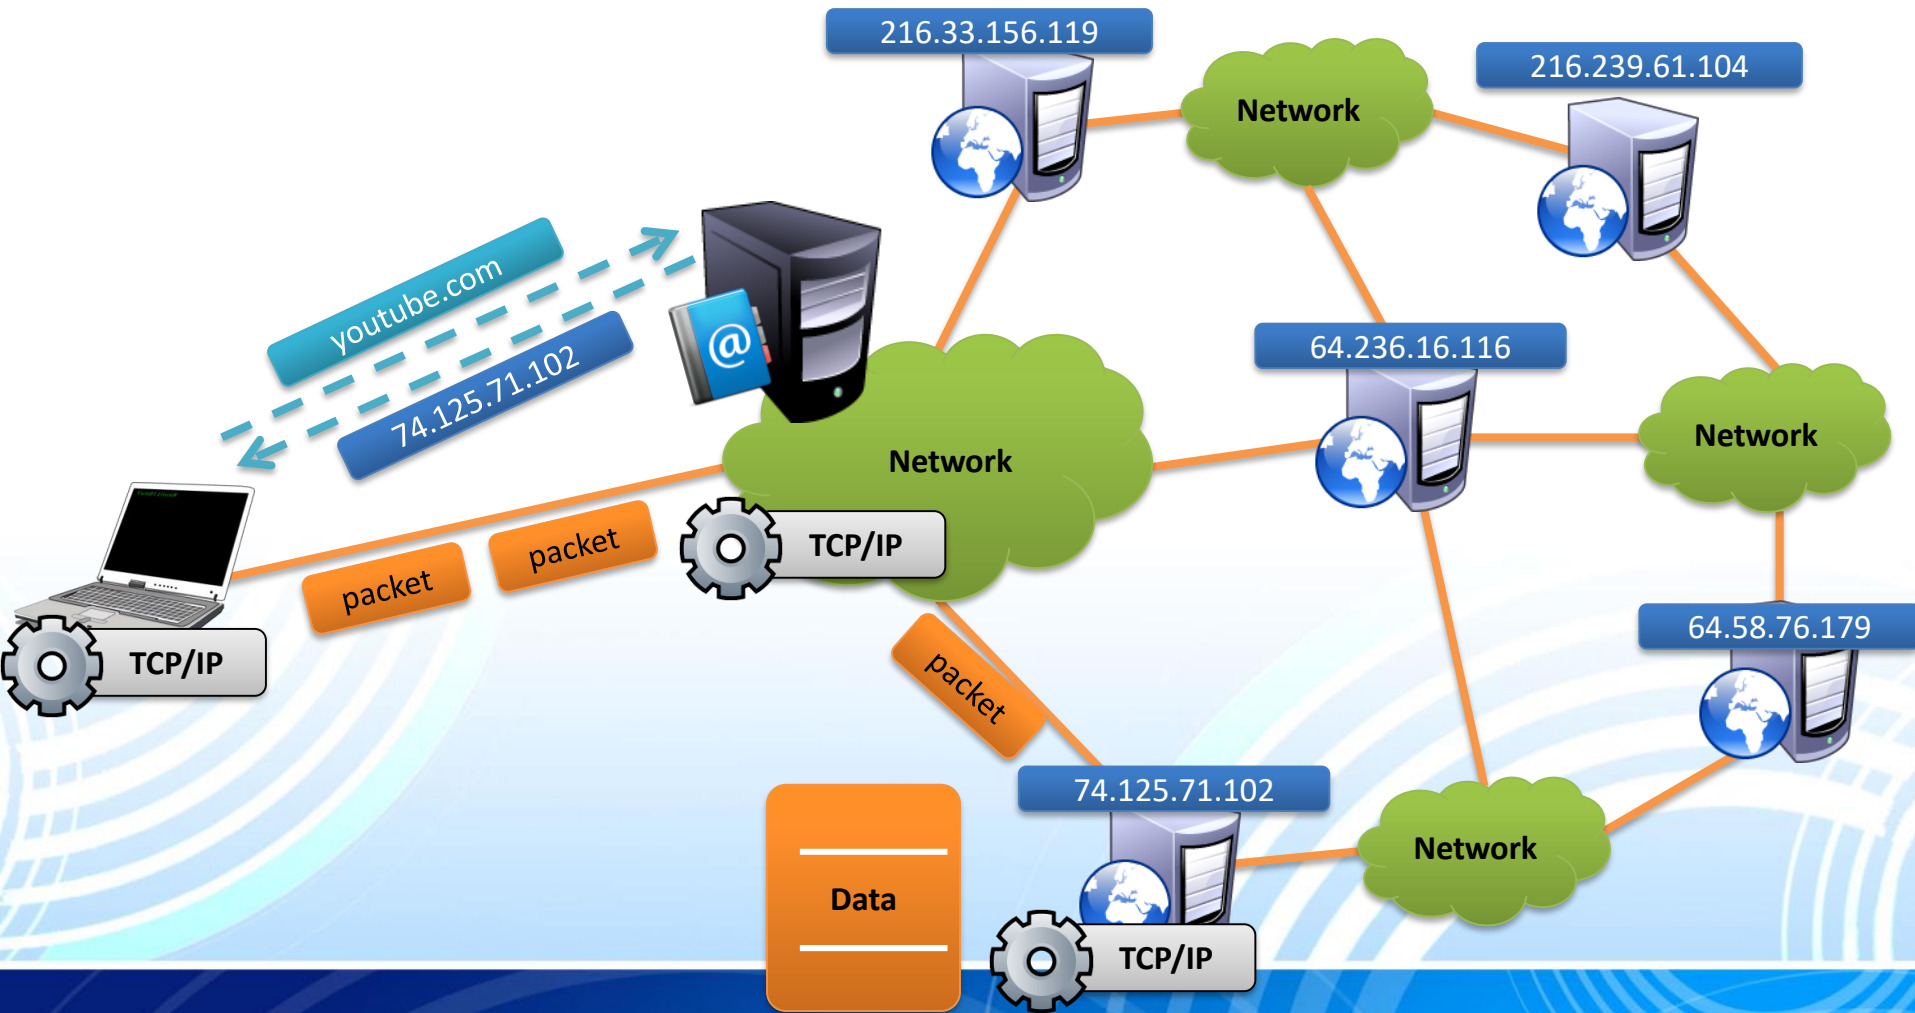 216.33.156.119
216.239.61.104
Network
youtube.com
74.125.71.102
@
64.236.16.116
Network
Network
packet
packet
TCP/IP
TCP/IP
packet
64.58.76.179
74.125.71.102
Network
Data
TCP/IP